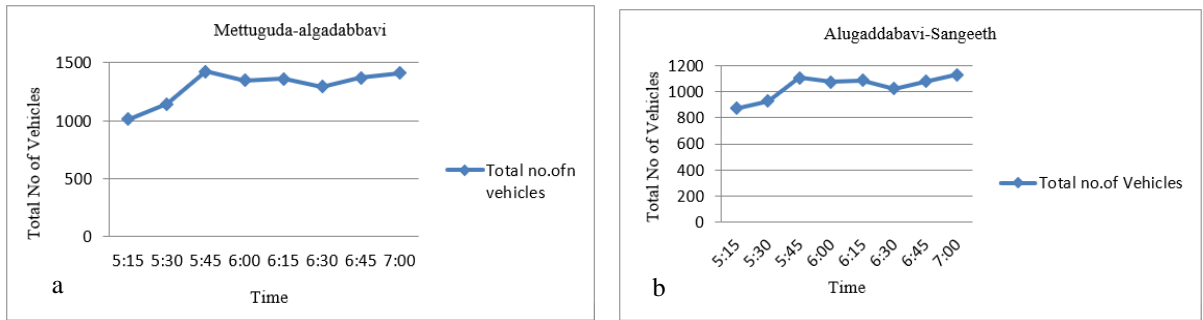 Mettuguda-algadabbavi
Total No of Vehicles
1500
1000
500
0
5:15 5:30 5:45 6:00 6:15 6:30 6:45 7:00
Time
Total no.ofn
vehicles
a
Alugaddabavi-Sangeeth
Total No of Vehicles
1200
1000
800
600
400
200
0
5:15 5:30 5:45 6:00 6:15 6:30 6:45 7:00
Time
Total no.of Vehicles
b